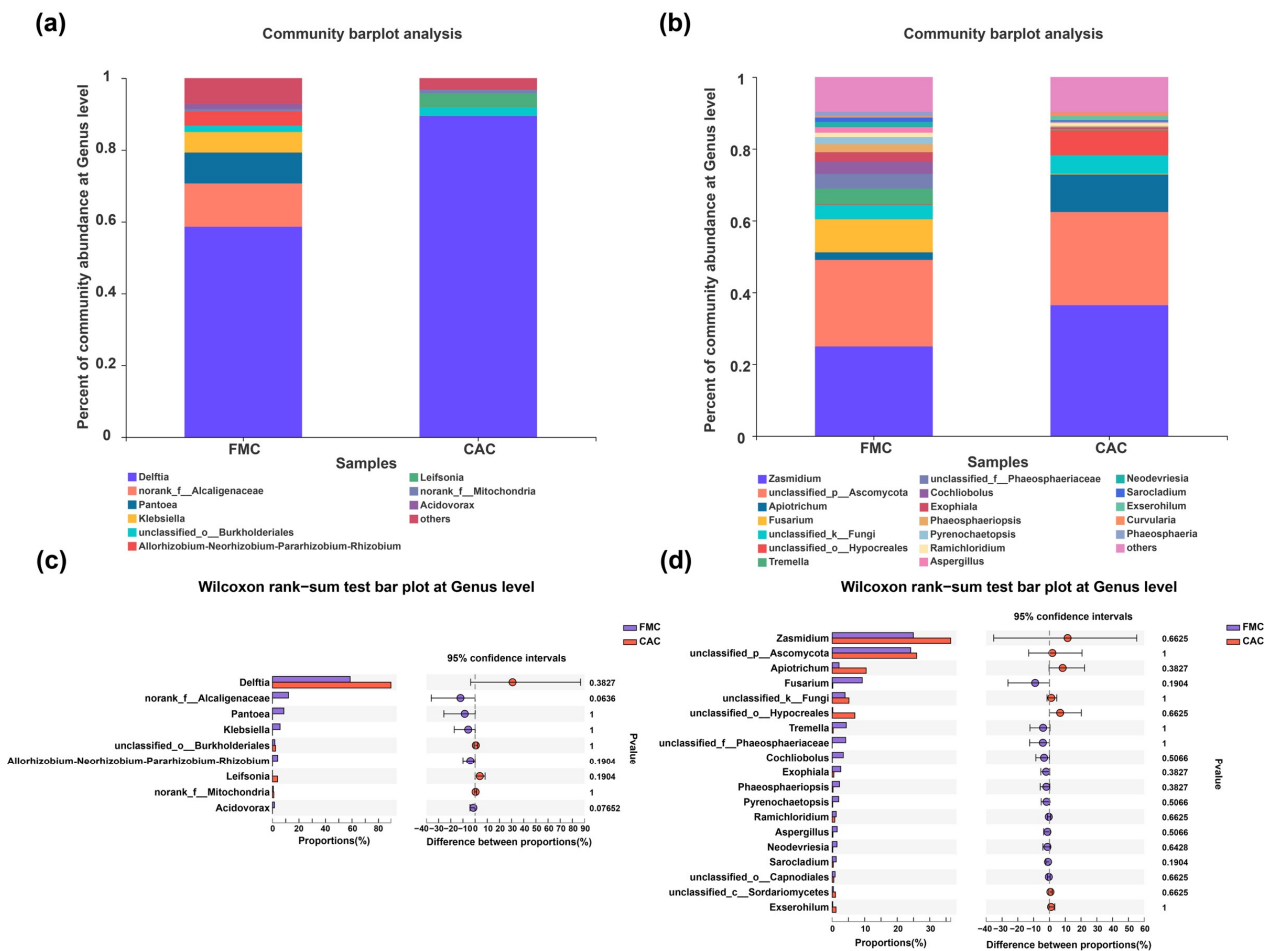 (a)
Community barplot analysis
Percent of community abundance at Genus level
1
0.8
0.6
0.4
0.2
0
FMC
CAC
Samples
Delftia
norank_f__Alcaligenaceae
Pantoea
Klebsiella
unclassified_o__Burkholderiales
Allorhizobium-Neorhizobium-Pararhizobium-Rhizobium
Leifsonia
norank_f__Mitochondria
Acidovorax
others
(b)
Community barplot analysis
Percent of community abundance at Genus level
1
0.8
0.6
0.4
0.2
0
FMC
CAC
Samples
Zasmidium
unclassified_p__Ascomycota
Apiotrichum
Fusarium
unclassified_k__Fungi
unclassified_o__Hypocreales
Tremella
unclassified_f__Phaeosphaeriaceae
Cochliobolus
Exophiala
Phaeosphaeriopsis
Pyrenochaetopsis
Ramichloridium
Aspergillus
Neodevriesia
Sarocladium
Exserohilum
Curvularia
Phaeosphaeria
others
(c)
Wilcoxon rank−sum test bar plot at Genus level
FMC
CAC
95% confidence intervals
Delftia 0.3827
norank_f__Alcaligenaceae 0.0636
Pantoea 1
Klebsiella 1
unclassified_o__Burkholderiales 1
Allorhizobium-Neorhizobium-Pararhizobium-Rhizobium 0.1904
Leifsonia 0.1904
norank_f__Mitochondria 1
Acidovorax 0.07652
Pvalue
0 20 40 60 80
Proportions(%)
−40−30−20−10 0 10 20 30 40 50 60 70 80 90
Difference between proportions(%)
(d)
Wilcoxon rank−sum test bar plot at Genus level
FMC
CAC
95% confidence intervals
Zasmidium 0.6625
unclassified_p__Ascomycota 1
Apiotrichum 0.3827
Fusarium 0.1904
unclassified_k__Fungi 1
unclassified_o__Hypocreales 0.6625
Tremella 1
unclassified_f__Phaeosphaeriaceae 1
Cochliobolus 0.5066
Exophiala 0.3827
Phaeosphaeriopsis 0.3827
Pyrenochaetopsis 0.5066
Ramichloridium 0.6625
Aspergillus 0.5066
Neodevriesia 0.6428
Sarocladium 0.1904
unclassified_o__Capnodiales 0.6625
unclassified_c__Sordariomycetes 0.6625
Exserohilum 1
Pvalue
0 10 20 30
Proportions(%)
−40 −30 −20 −10 0 10 20 30 40 50 60
Difference between proportions(%)